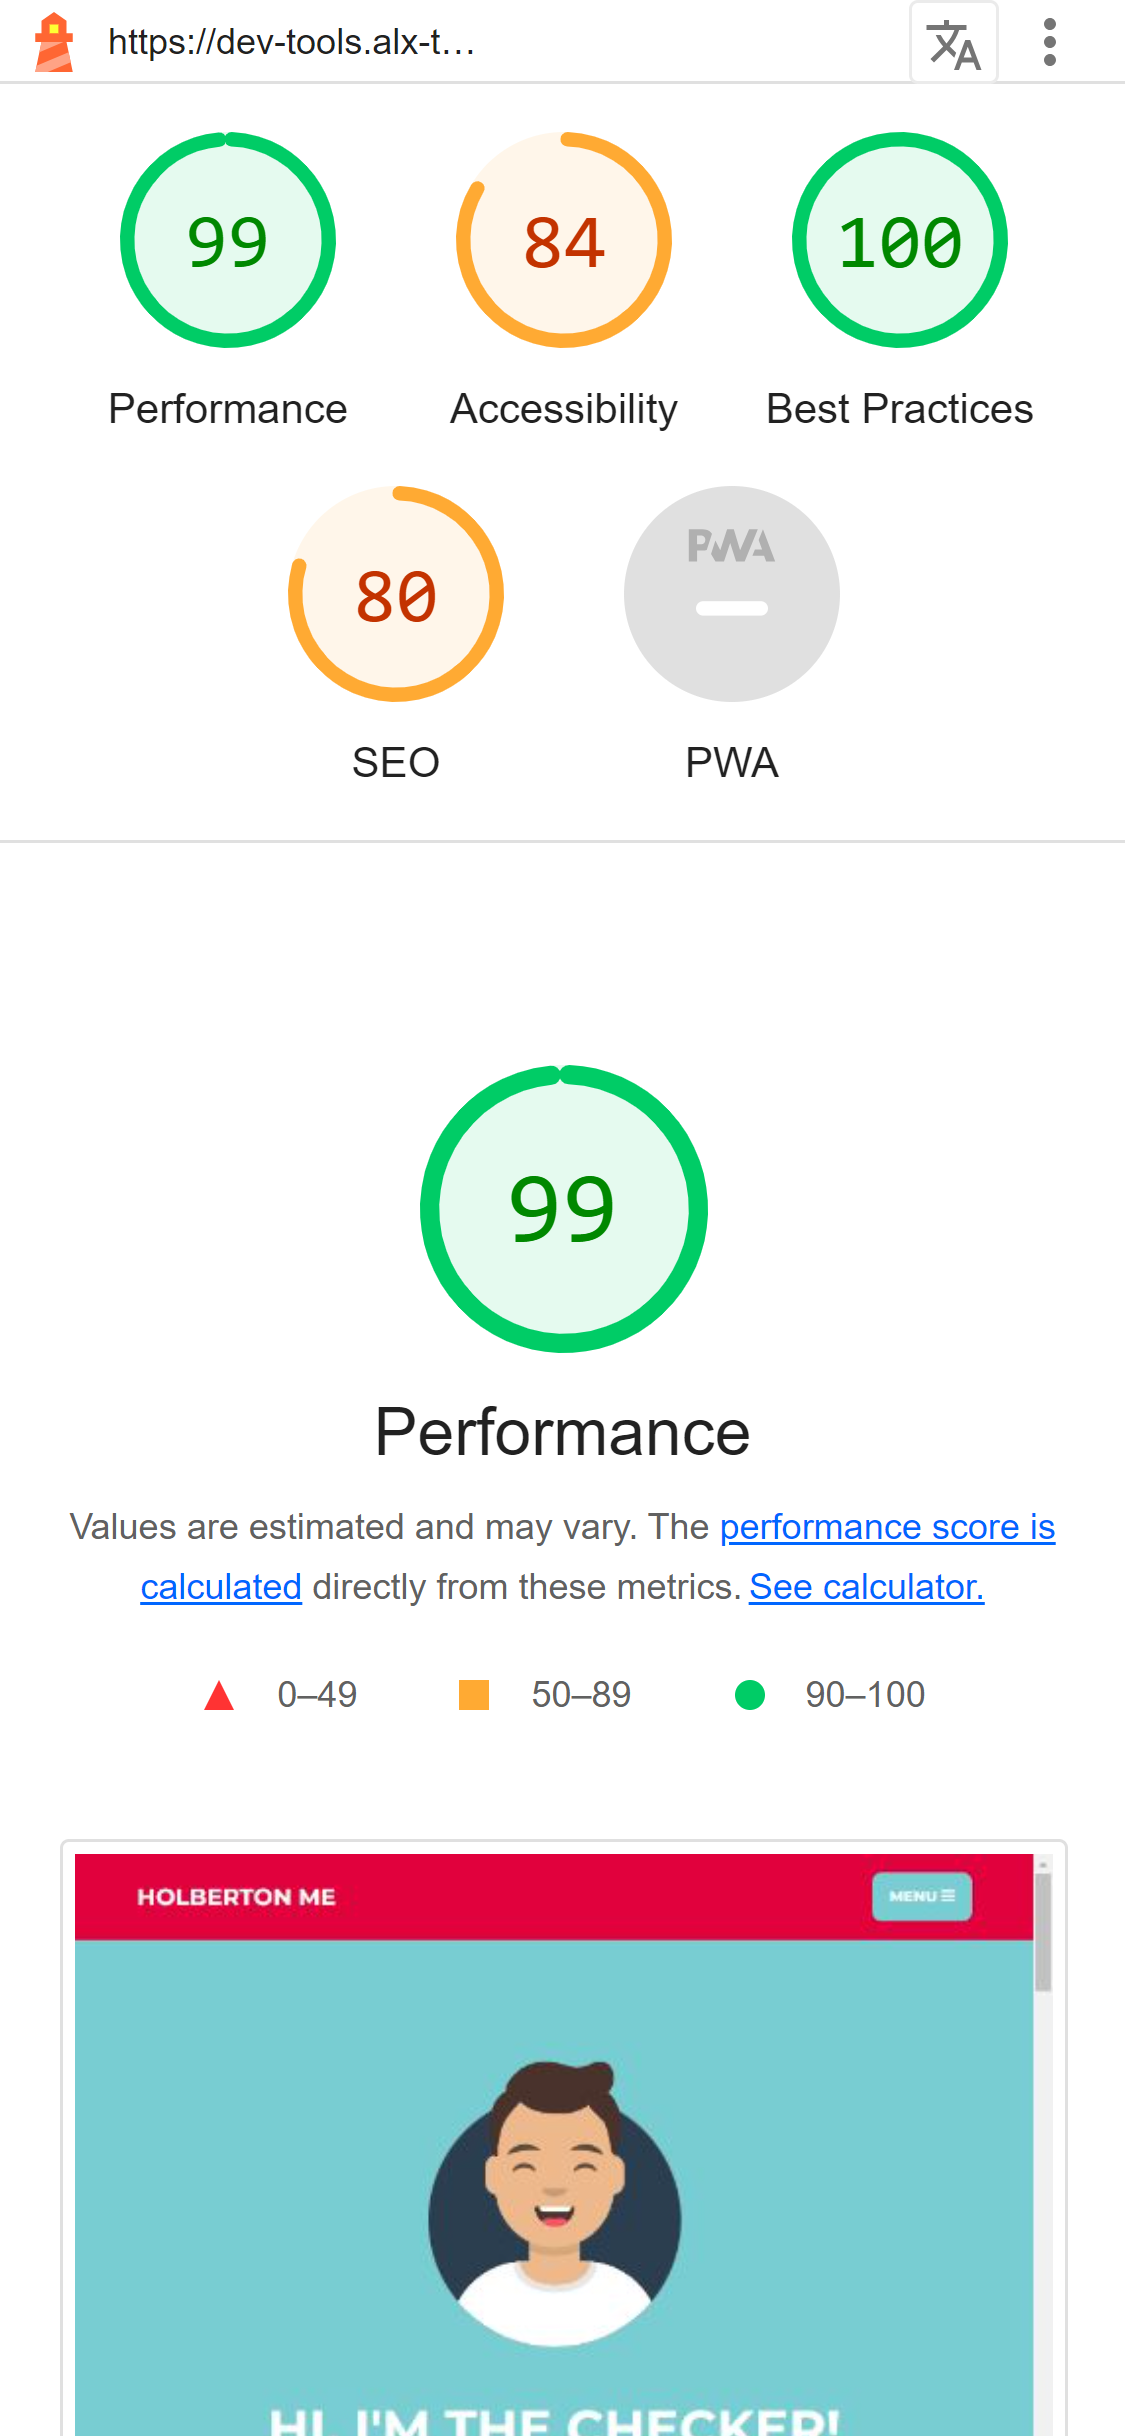 https://dev-tools.alx-t…
99
84
100
Performance
Accessibility
Best Practices
80
PWA
SEO
PWA
99
Performance
Values are estimated and may vary. The performance score is
calculated directly from these metrics. See calculator.
0–49
50–89
90–100
HOLBERTON ME
MENU
HI, I'M THE CHECKER!